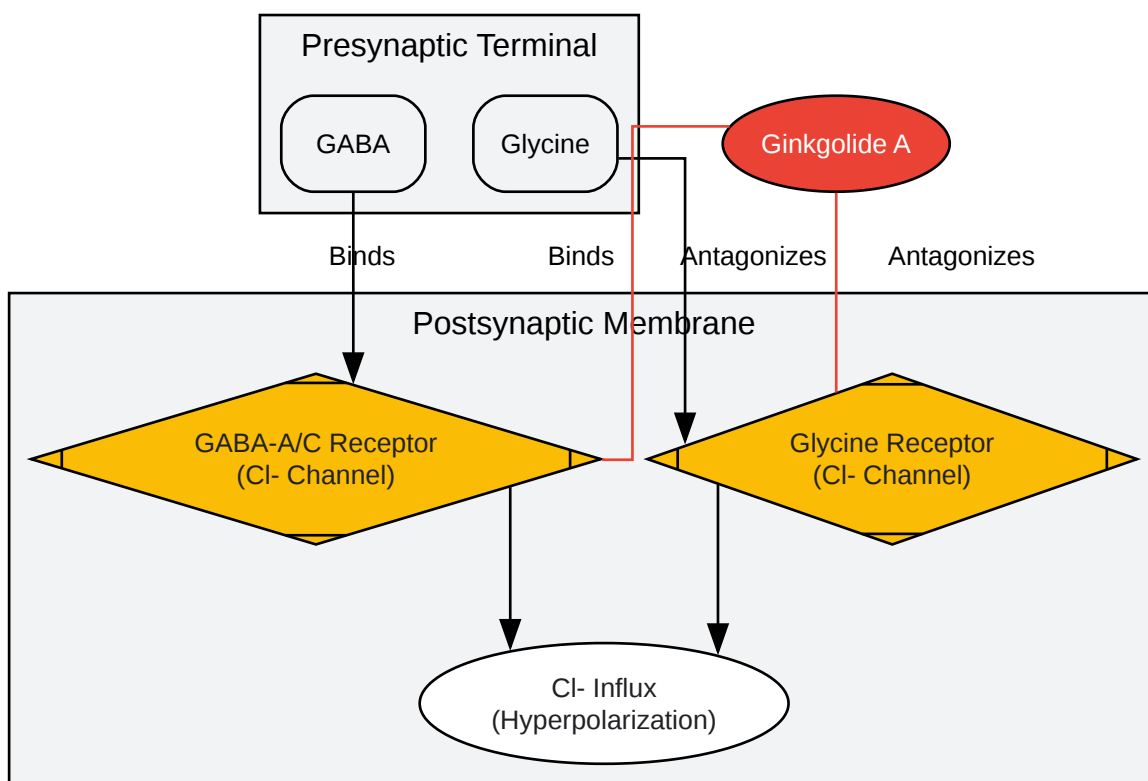 Presynaptic Terminal
GABA
Glycine
Ginkgolide A
Binds
Binds
Antagonizes
Antagonizes
Postsynaptic Membrane
GABA-A/C Receptor
(Cl- Channel)
Glycine Receptor
(Cl- Channel)
Cl- Influx
(Hyperpolarization)